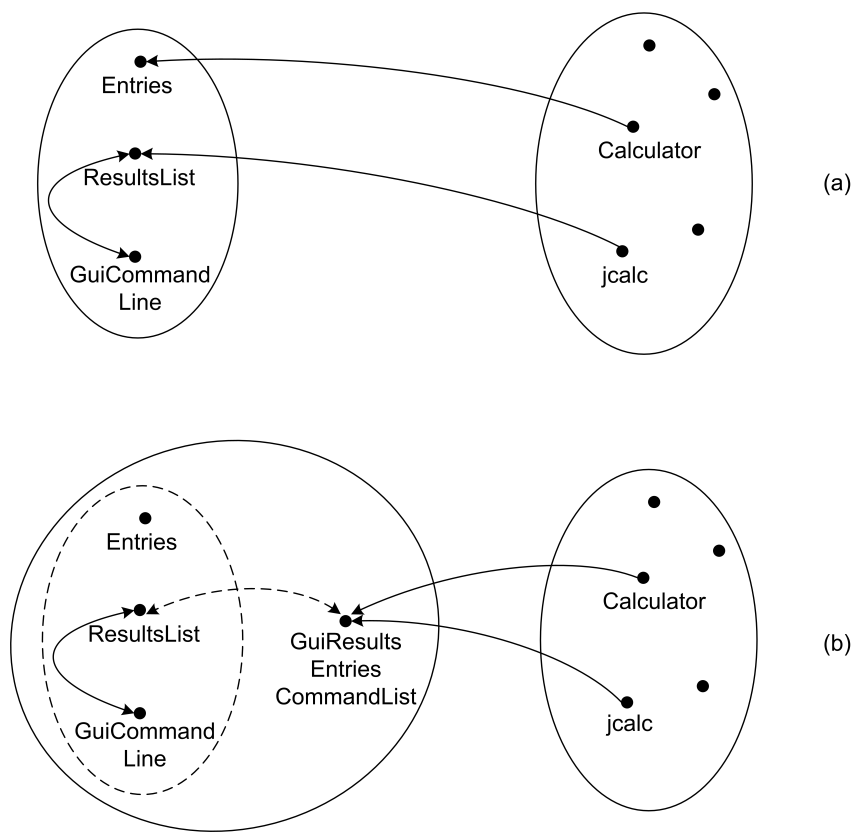 Entries
Calculator
ResultsList
(a)
GuiCommand
Line
jcalc
Entries
Calculator
ResultsList
GuiResults
Entries
CommandList
(b)
GuiCommand
Line
jcalc